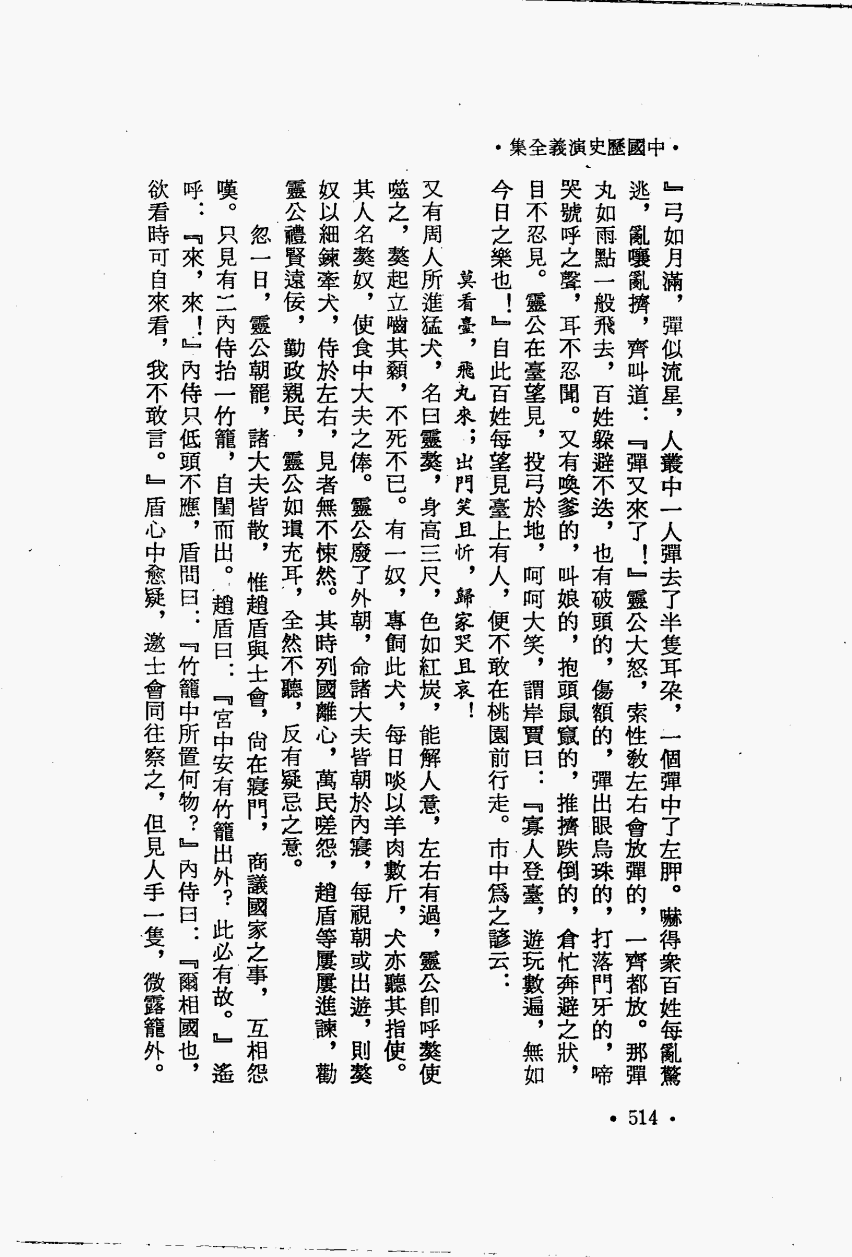 ・中國歷史演義全集・
』弓如月滿，彈似流星，人叢中一人彈去了半隻耳朶，一個彈中了左胛。嚇得衆百姓每亂驚
逃，亂嚷亂擠，齊叫道：『彈又來了！』靈公大怒，索性敎左右會放彈的，一齊都放。那彈
丸如雨點一般飛去，百姓躱避不迭，也有破頭的，傷額的，彈出眼烏珠的，打落門牙的，啼
哭號呼之聲，耳不忍聞。又有喚爹的，叫娘的，抱頭鼠竄的，推擠跌倒的，倉忙奔避之狀，
目不忍見。靈公在臺望見，投弓於地，呵呵大笑，謂岸賈曰：『寡人登臺，遊玩數遍，無如
今日之樂也！』自此百姓每望見臺上有人，便不敢在桃園前行走。市中爲之諺云：
莫看臺，飛丸來；出門笑且忻，歸家哭且哀！
又有周人所進猛犬，名曰靈獒，身高三尺，色如紅炭，能解人意，左右有過，靈公卽呼獒使
噬之，獒起立嚙其顙，不死不已。有一奴，專飼此犬，每日啖以羊肉數斤，犬亦聽其指使。
其人名獒奴，使食中大夫之俸。靈公廢了外朝，命諸大夫皆朝於內寢，每視朝或出遊，則獒
奴以細鍊牽犬，侍於左右，見者無不悚然。其時列國離心，萬民嗟怨，趙盾等屢屢進諫，勸
靈公禮賢遠佞，勤政親民，靈公如瑱充耳，全然不聽，反有疑忌之意。
忽一日，靈公朝罷，諸大夫皆散，惟趙盾與士會，尙在寢門，商議國家之事，互相怨
嘆。只見有二內侍抬一竹籠，自閨而出。趙盾曰：『宮中安有竹籠出外？此必有故。』遙
呼：『來，來！』內侍只低頭不應，盾問曰：『竹籠中所置何物？』內侍曰：『爾相國也，
欲看時可自來看，我不敢言。』盾心中愈疑，邀士會同往察之，但見人手一隻，微露籠外。
・514・